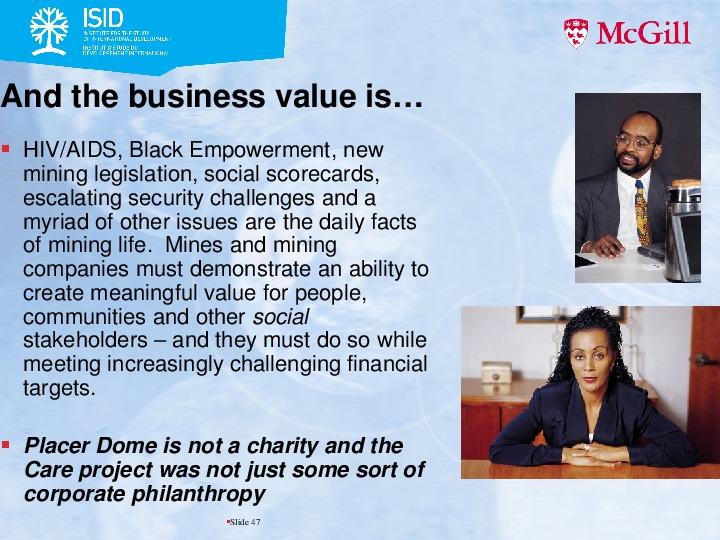 ISID
INSTITUTE FOR THE STUDY
OF INTERNATIONAL DEVELOPMENT
INSTITUT D'ÉTUDE DU
DÉVELOPPEMENT INTERNATIONAL
McGill
And the business value is…
HIV/AIDS, Black Empowerment, new
mining legislation, social scorecards,
escalating security challenges and a
myriad of other issues are the daily facts
of mining life.  Mines and mining
companies must demonstrate an ability to
create meaningful value for people,
communities and other social
stakeholders – and they must do so while
meeting increasingly challenging financial
targets.
Placer Dome is not a charity and the
Care project was not just some sort of
corporate philanthropy
Slide 47